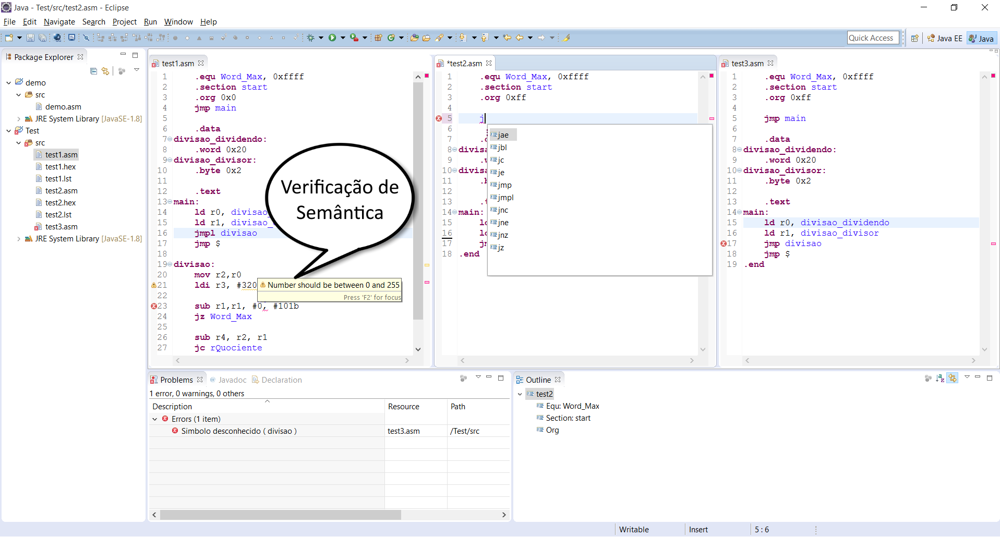 Java - Test/src/test2.asm - Eclipse
File Edit Navigate Search Project Run Window Help
Quick Access
Java EE
Java
Package Explorer
demo
src
demo.asm
JRE System Library [JavaSE-1.8]
Test
src
test1.asm
test1.hex
test1.lst
test2.asm
test2.hex
test2.lst
test3.asm
JRE System Library [JavaSE-1.8]
test1.asm
1 .equ Word_Max, 0xffff
2 .section start
3 .org 0x0
4 jmp main
5
6 .data
7 divisao_dividendo:
8 .word 0x20
9 divisao_divisor:
10 .byte 0x2
11
12 .text
13 main:
14 ld r0, divisao_
15 ld r1, divisao_
16 jmpl divisao
17 jmp $
18
19 divisao:
20 mov r2,r0
21 ldi r3, #320
22
23 sub r1,r1, #0, #101b
24 jz Word_Max
25
26 sub r4, r2, r1
27 jc rQuociente
Verificação de
Semântica
Number should be between 0 and 255
Press 'F2' for focus
*test2.asm
1 .equ Word_Max, 0xffff
2 .section start
3 .org 0xff
4
5 j
6
7
8 divis
9
10 divis
11
12
13
14 main:
15 l
16 l
17 j
18 .end
jae
jbl
jc
je
jmp
jmpl
jnc
jne
jnz
jz
test3.asm
1 .equ Word_Max, 0xffff
2 .section start
3 .org 0xff
4
5 jmp main
6
7 .data
8 divisao_dividendo:
9 .word 0x20
10 divisao_divisor:
11 .byte 0x2
12
13 .text
14 main:
15 ld r0, divisao_dividendo
16 ld r1, divisao_divisor
17 jmp divisao
18 jmp $
19 .end
Problems @ Javadoc Declaration
1 error, 0 warnings, 0 others
Description Resource Path
Errors (1 item)
Simbolo desconhecido ( divisao ) test3.asm /Test/src
Outline
test2
Equ: Word_Max
Section: start
Org
Writable Insert 5 : 6